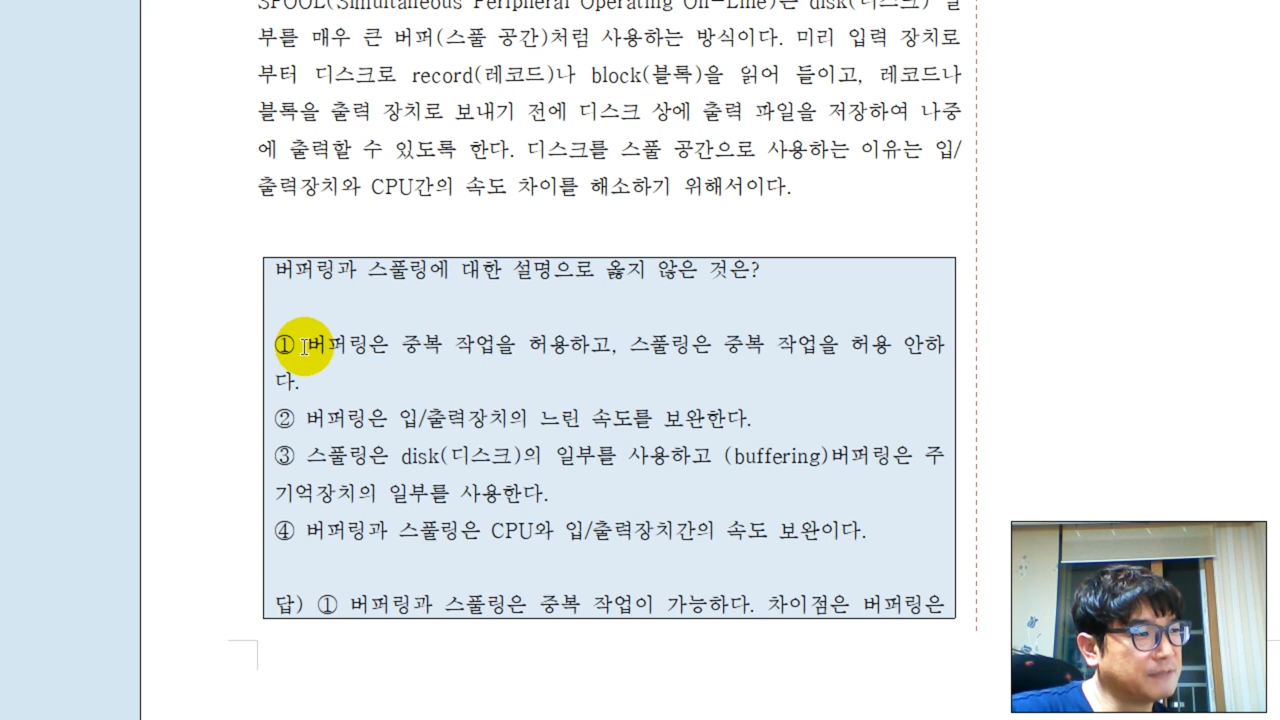 SPOOL(Simultaneous Peripheral Operating On-Line)은 disk(디스크) 일
부를 매우 큰 버퍼(스풀 공간)처럼 사용하는 방식이다. 미리 입력 장치로
부터 디스크로 record(레코드)나 block(블록)을 읽어 들이고, 레코드나
블록을 출력 장치로 보내기 전에 디스크 상에 출력 파일을 저장하여 나중
에 출력할 수 있도록 한다. 디스크를 스풀 공간으로 사용하는 이유는 입/
출력장치와 CPU간의 속도 차이를 해소하기 위해서이다.
버퍼링과 스풀링에 대한 설명으로 옳지 않은 것은?
① 버퍼링은 중복 작업을 허용하고, 스풀링은 중복 작업을 허용 안하
다.
② 버퍼링은 입/출력장치의 느린 속도를 보완한다.
③ 스풀링은 disk(디스크)의 일부를 사용하고 (buffering)버퍼링은 주
기억장치의 일부를 사용한다.
④ 버퍼링과 스풀링은 CPU와 입/출력장치간의 속도 보완이다.
답) ① 버퍼링과 스풀링은 중복 작업이 가능하다. 차이점은 버퍼링은